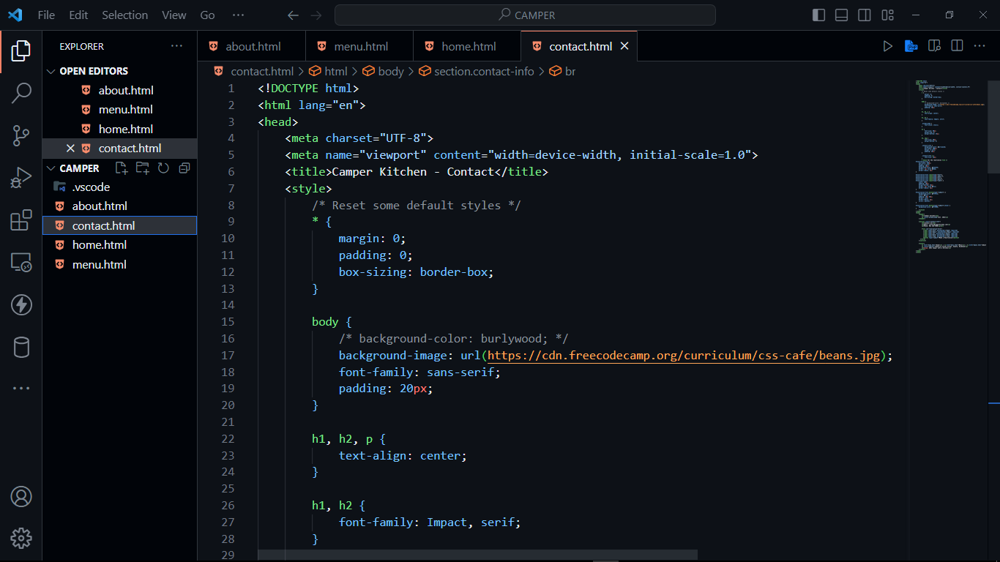 File Edit Selection View Go ··· CAMPER
EXPLORER ···
OPEN EDITORS
about.html
menu.html
home.html
contact.html
CAMPER
.vscode
about.html
contact.html
home.html
menu.html
about.html menu.html home.html contact.html
contact.html > html > body > section.contact-info > br
1 <!DOCTYPE html>
2 <html lang="en">
3 <head>
4 <meta charset="UTF-8">
5 <meta name="viewport" content="width=device-width, initial-scale=1.0">
6 <title>Camper Kitchen - Contact</title>
7 <style>
8 /* Reset some default styles */
9 * {
10 margin: 0;
11 padding: 0;
12 box-sizing: border-box;
13 }
14
15 body {
16 /* background-color: burlywood; */
17 background-image: url(https://cdn.freecodecamp.org/curriculum/css-cafe/beans.jpg);
18 font-family: sans-serif;
19 padding: 20px;
20 }
21
22 h1, h2, p {
23 text-align: center;
24 }
25
26 h1, h2 {
27 font-family: Impact, serif;
28 }
29